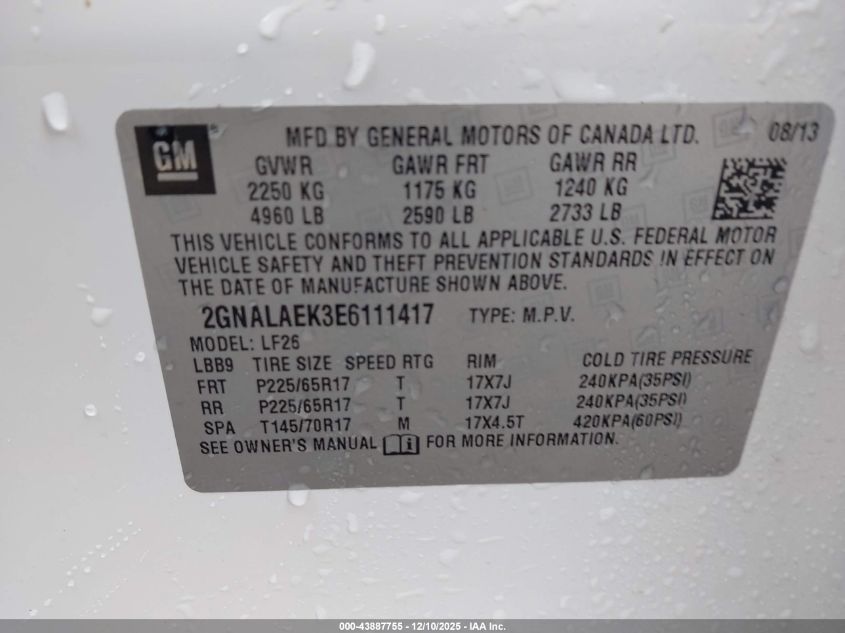 GM
MFD BY GENERAL MOTORS OF CANADA LTD. 08/13
GVWR GAWR FRT GAWR RR
2250 KG 1175 KG 1240 KG
4960 LB 2590 LB 2733 LB
THIS VEHICLE CONFORMS TO ALL APPLICABLE U.S. FEDERAL MOTOR
VEHICLE SAFETY AND THEFT PREVENTION STANDARDS IN EFFECT ON
THE DATE OF MANUFACTURE SHOWN ABOVE.
2GNALAEK3E6111417 TYPE: M.P.V.
MODEL: LF26
LBB9 TIRE SIZE SPEED RTG RIM COLD TIRE PRESSURE
FRT P225/65R17 T 17X7J 240KPA(35PSI)
RR P225/65R17 T 17X7J 240KPA(35PSI)
SPA T145/70R17 M 17X4.5T 420KPA(60PSI)
SEE OWNER'S MANUAL FOR MORE INFORMATION.
000-43887755 - 12/10/2025 - IAA Inc.